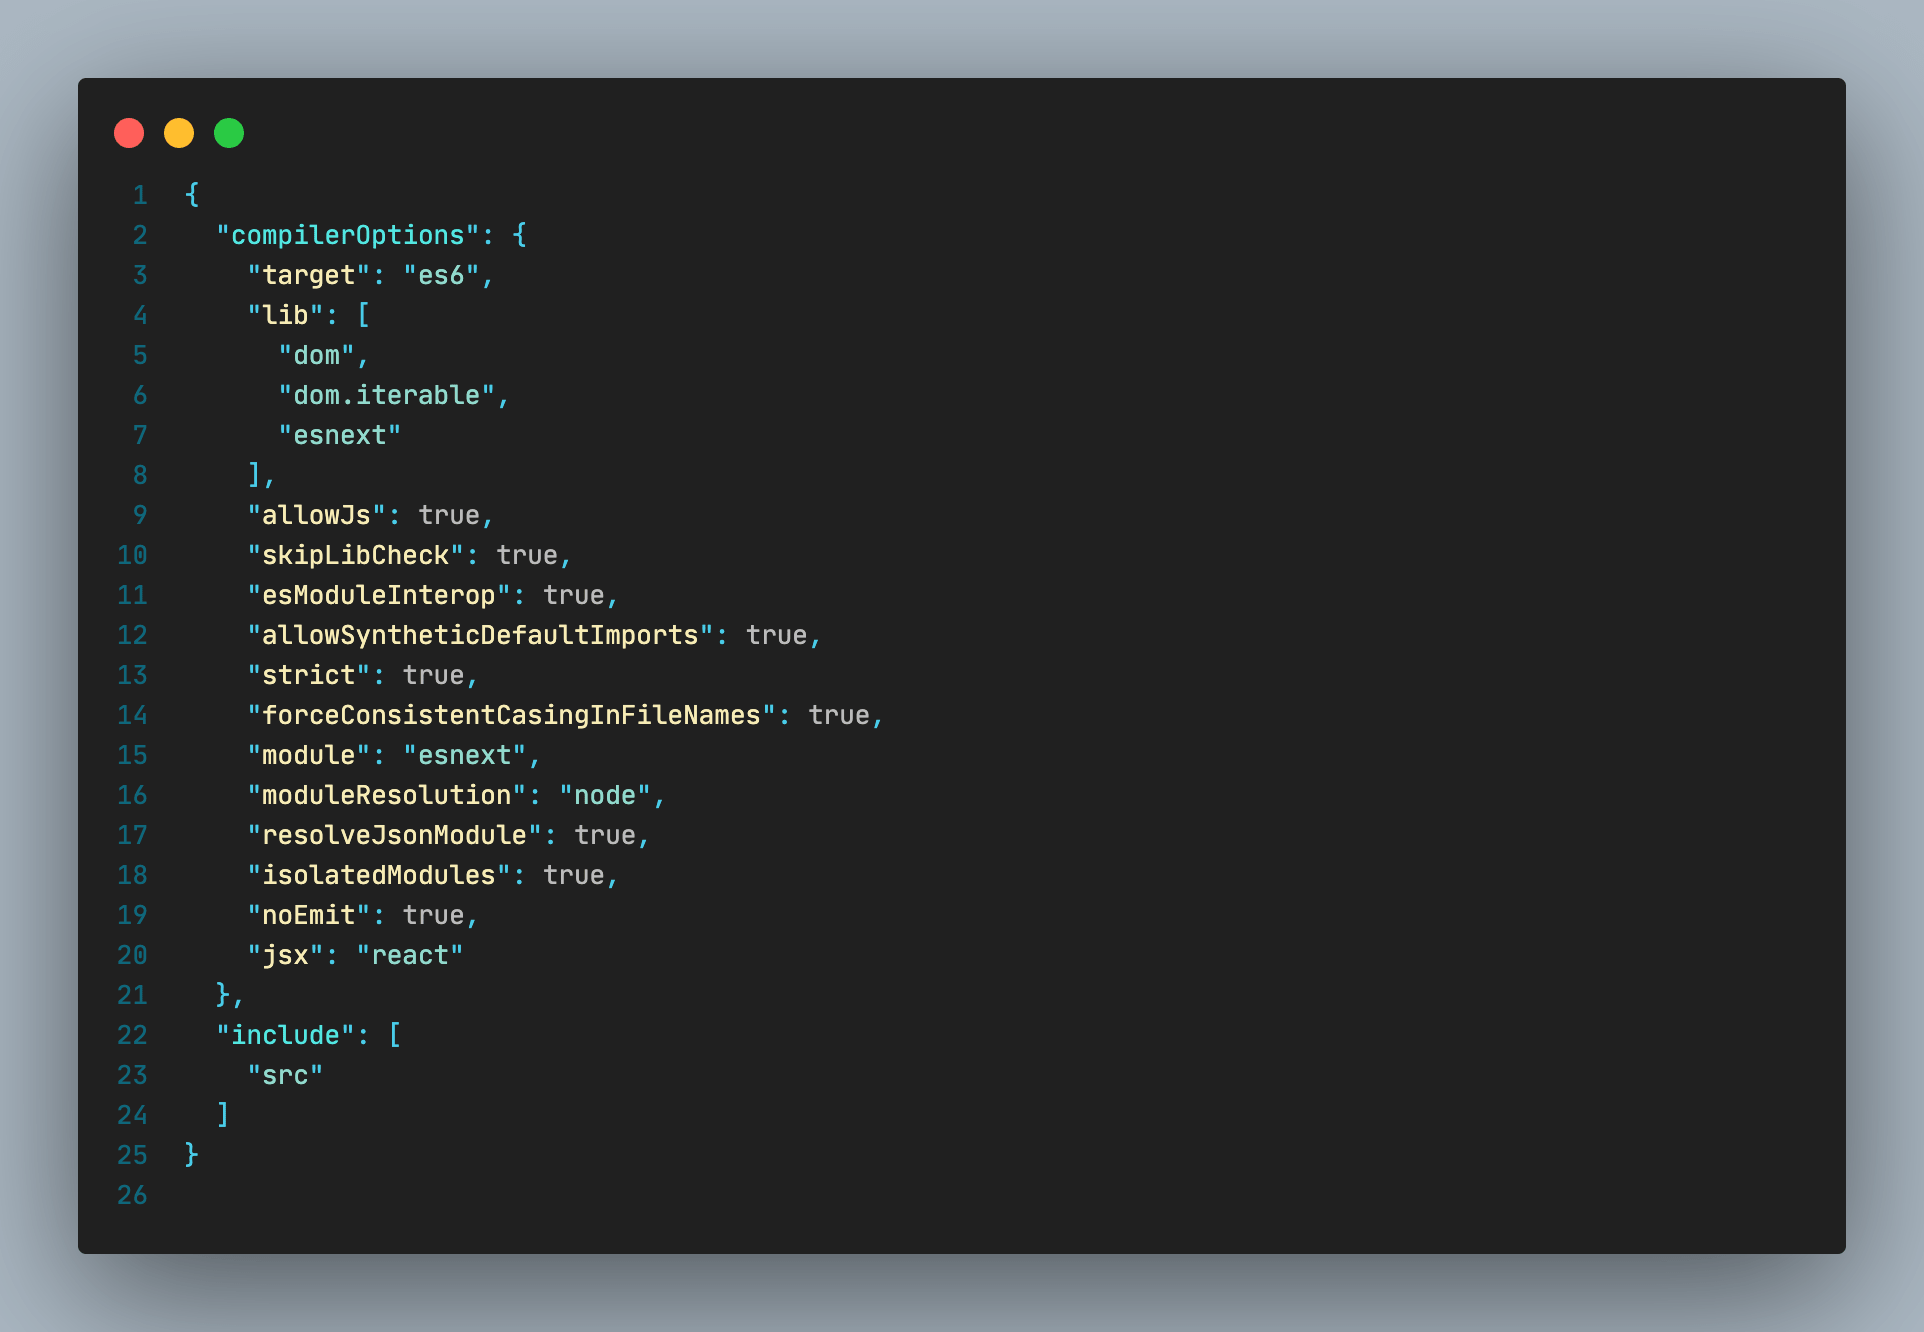 1 {
2   "compilerOptions": {
3     "target": "es6",
4     "lib": [
5       "dom",
6       "dom.iterable",
7       "esnext"
8     ],
9     "allowJs": true,
10     "skipLibCheck": true,
11     "esModuleInterop": true,
12     "allowSyntheticDefaultImports": true,
13     "strict": true,
14     "forceConsistentCasingInFileNames": true,
15     "module": "esnext",
16     "moduleResolution": "node",
17     "resolveJsonModule": true,
18     "isolatedModules": true,
19     "noEmit": true,
20     "jsx": "react"
21   },
22   "include": [
23     "src"
24   ]
25 }
26